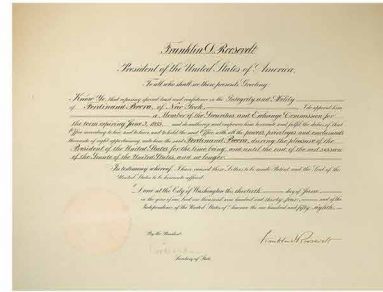 Franklin D. Roosevelt
President of the United States of America
To all who shall see these presents, Greeting:
Know Ye, that reposing special trust and confidence in the Integrity and Ability
of Ferdinand Pecora, of New York, I do appoint him
a Member of the Securities and Exchange Commission for
the term expiring June 5, 1935, and do authorize and empower him to execute and fulfil the duties of that
Office according to law and to have and to hold the said Office, with all the powers, privileges and emoluments
thereunto of right appertaining unto him the said Ferdinand Pecora, during the pleasure of the
President of the United States for the time being, and until the end of the next session
of the Senate of the United States and no longer.
In testimony whereof, I have caused these Letters to be made Patent and the Seal of the
United States to be hereunto affixed.
Done at the City of Washington this thirtieth day of June
in the year of our Lord one thousand nine hundred and thirty-four, and of the
Independence of the United States of America the one hundred and fifty-eighth.
By the President:
Franklin D Roosevelt
Secretary of State.